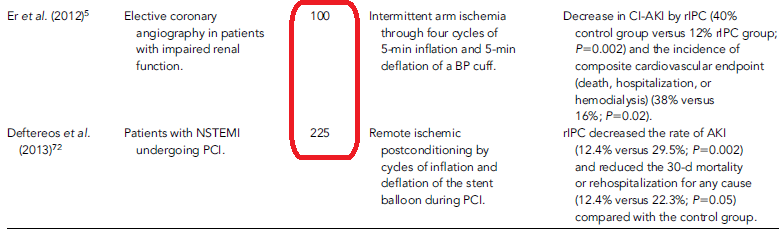 Er et al. (2012)5 Elective coronary 100 Intermittent arm ischemia Decrease in CI-AKI by rIPC (40%
angiography in patients through four cycles of control group versus 12% rIPC group;
with impaired renal 5-min inflation and 5-min P=0.002) and the incidence of
function. deflation of a BP cuff. composite cardiovascular endpoint
(death, hospitalization, or
hemodialysis) (38% versus
16%; P=0.02).
Deftereos et al. Patients with NSTEMI 225 Remote ischemic rIPC decreased the rate of AKI
(2013)72 undergoing PCI. postconditioning by (12.4% versus 29.5%; P=0.002)
cycles of inflation and and reduced the 30-d mortality
deflation of the stent or rehospitalization for any cause
balloon during PCI. (12.4% versus 22.3%; P=0.05)
compared with the control group.